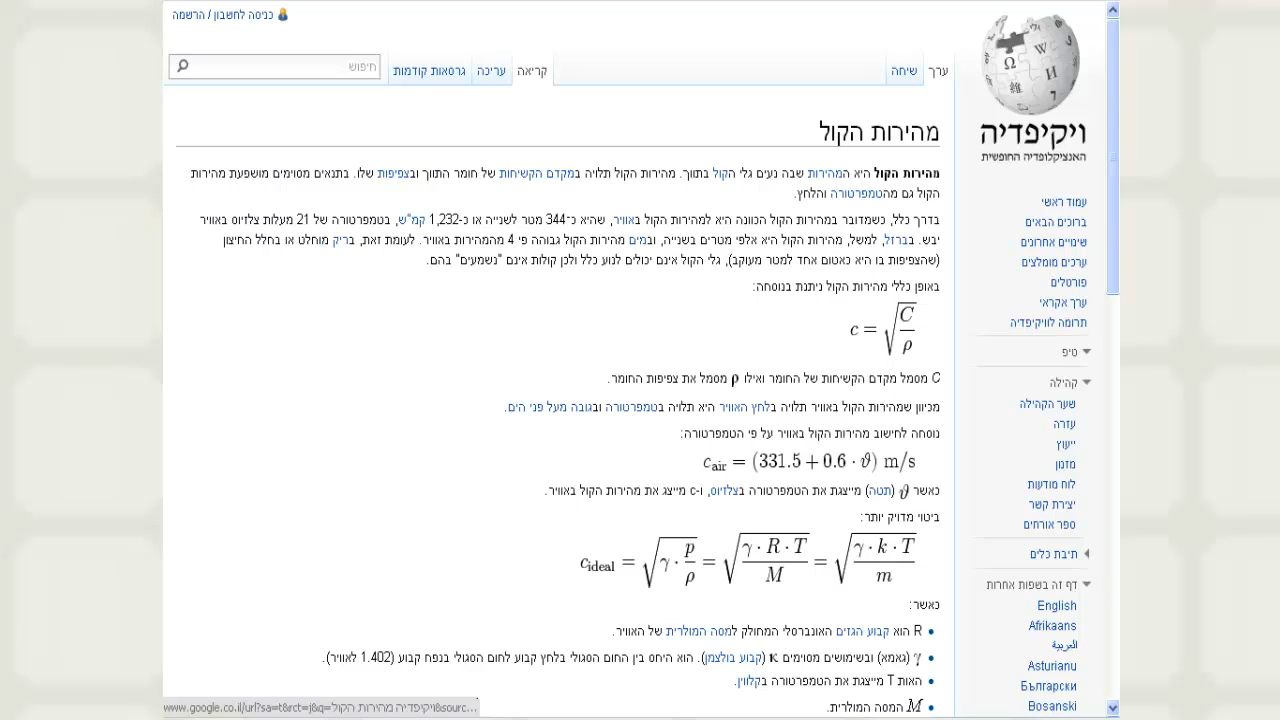 כניסה לחשבון / הרשמה
ערך
שיחה
קריאה
עריכה
גרסאות קודמות
חיפוש
ויקיפדיה
האנציקלופדיה החופשית
עמוד ראשי
ברוכים הבאים
שינויים אחרונים
ערכים מומלצים
פורטלים
ערך אקראי
תרומה לוויקיפדיה
טיפ
קהילה
שער הקהילה
עזרה
ייעוץ
מזנון
לוח מודעות
יצירת קשר
ספר אורחים
תיבת כלים
דף זה בשפות אחרות
English
Afrikaans
العربية
Asturianu
Български
Bosanski
מהירות הקול
מהירות הקול היא המהירות שבה נעים גלי הקול בתווך. מהירות הקול תלויה במקדם הקשיחות של חומר התווך ובצפיפות שלו. בתנאים מסוימים מושפעת מהירות
הקול גם מהטמפרטורה והלחץ.
בדרך כלל, כשמדובר במהירות הקול הכוונה היא למהירות הקול באוויר, שהיא כ־344 מטר לשנייה או כ-1,232 קמ"ש, בטמפרטורה של 21 מעלות צלזיוס באוויר
יבש. בברזל, למשל, מהירות הקול היא אלפי מטרים בשנייה, ובמים מהירות הקול גבוהה פי 4 מהמהירות באוויר. לעומת זאת, בריק מוחלט או בחלל החיצון
(שהצפיפות בו היא כאטום אחד למטר מעוקב), גלי הקול אינם יכולים לנוע כלל ולכן קולות אינם "נשמעים" בהם.
באופן כללי מהירות הקול ניתנת בנוסחה:
c = √(C/ρ)
C מסמל מקדם הקשיחות של החומר ואילו ρ מסמל את צפיפות החומר.
מכיוון שמהירות הקול באוויר תלויה בלחץ האוויר היא תלויה בטמפרטורה ובגובה מעל פני הים.
נוסחה לחישוב מהירות הקול באוויר על פי הטמפרטורה:
c_air = (331.5 + 0.6 · ϑ) m/s
כאשר ϑ (תטה) מייצגת את הטמפרטורה בצלזיוס, ו-c מייצג את מהירות הקול באוויר.
ביטוי מדויק יותר:
c_ideal = √(γ · p/ρ) = √(γ · R · T/M) = √(γ · k · T/m)
כאשר:
R הוא קבוע הגזים האוניברסלי המחולק למסה המולרית של האוויר.
γ (גאמא) ובשימושים מסוימים κ (קבוע בולצמן). הוא היחס בין החום הסגולי בלחץ קבוע לחום הסגולי בנפח קבוע (1.402 לאוויר).
האות T מייצגת את הטמפרטורה בקלווין.
M המסה המולרית.
www.google.co.il/url?sa=t&rct=j&q=ויקיפדיה מהירות הקול&sourc...